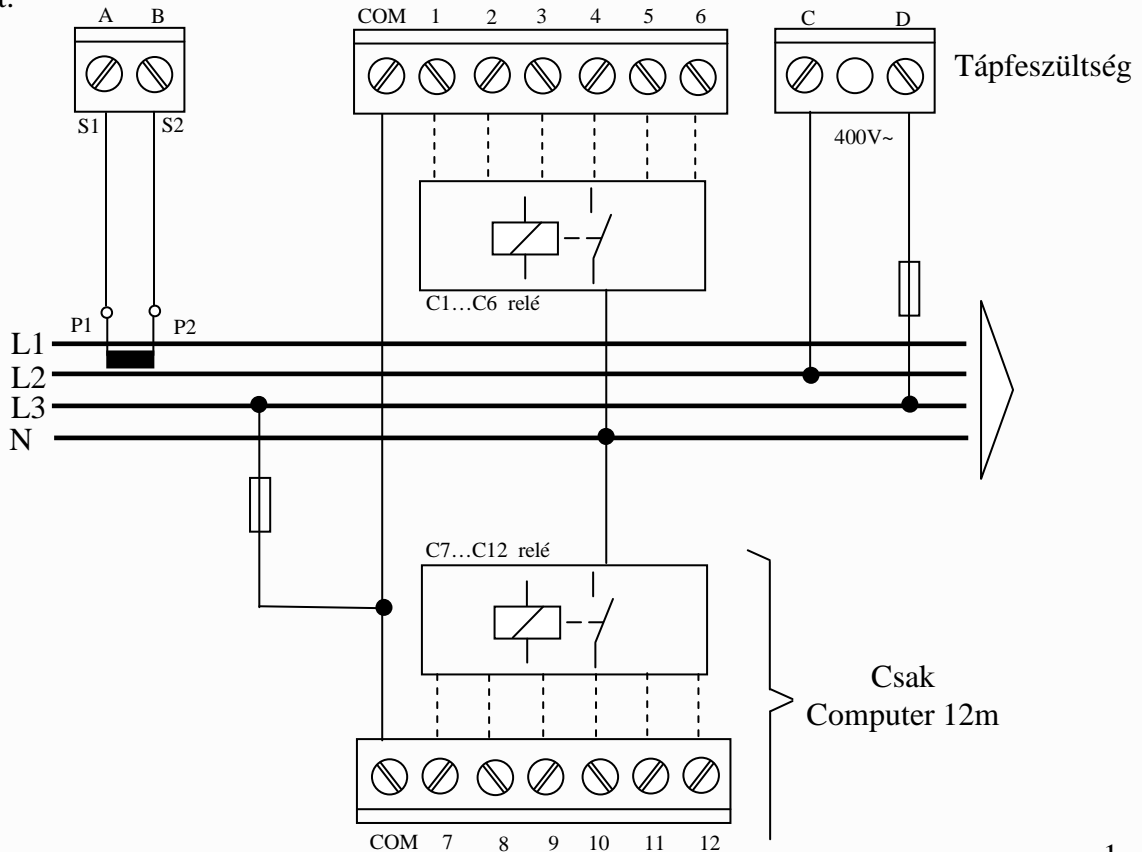 A B
COM 1 2 3 4 5 6
C D
Tápfeszültség
S1 S2
400V~
C1…C6 relé
P1 P2
L1
L2
L3
N
C7…C12 relé
Csak
Computer 12m
COM 7 8 9 10 11 12